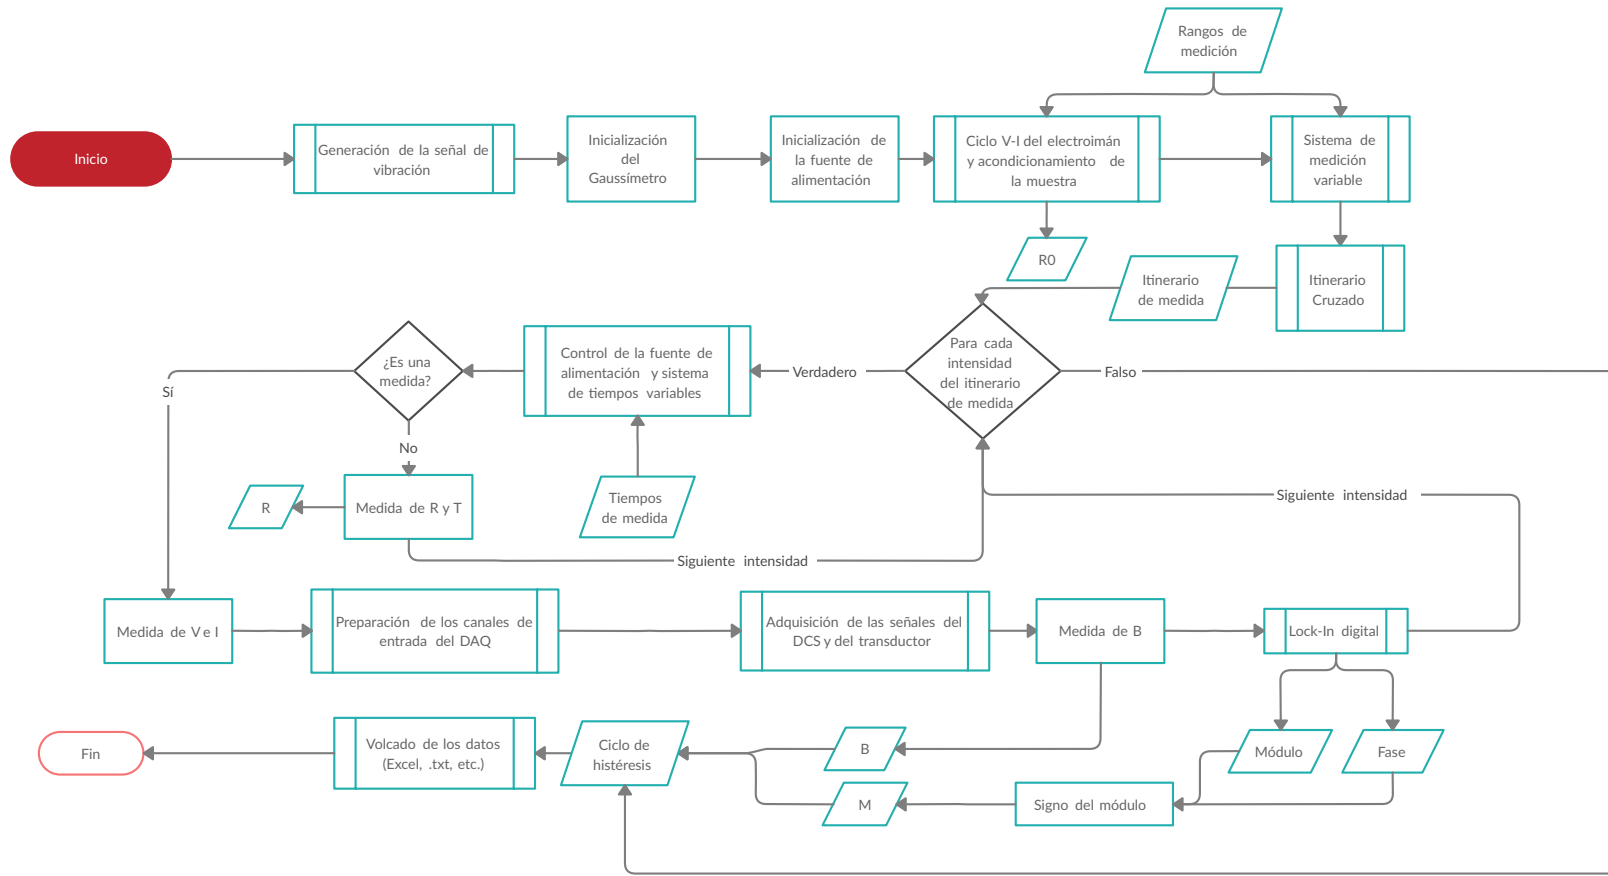 Rangos de
medición
Inicio
Generación de la señal de
vibración
Inicialización
del
Gaussímetro
Inicialización de
la fuente de
alimentación
Ciclo V-I del electroimán
y acondicionamiento de
la muestra
Sistema de
medición
variable
R0
Itinerario
de medida
Itinerario
Cruzado
¿Es una
medida?
Control de la fuente de
alimentación y sistema
de tiempos variables
Verdadero
Para cada
intensidad
del itinerario
de medida
Falso
Sí
No
R
Medida de R y T
Tiempos
de medida
Siguiente intensidad
Siguiente intensidad
Medida de V e I
Preparación de los canales de
entrada del DAQ
Adquisición de las señales del
DCS y del transductor
Medida de B
Lock-In digital
Fin
Volcado de los datos
(Excel, .txt, etc.)
Ciclo de
histéresis
B
Módulo
Fase
M
Signo del módulo